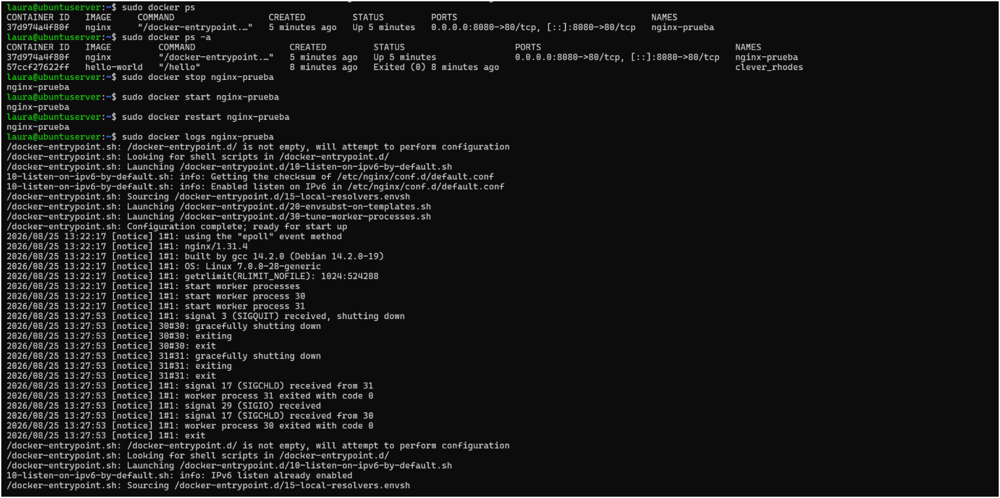 laura@ubuntuserver:~$ sudo docker ps
CONTAINER ID   IMAGE     COMMAND                  CREATED         STATUS         PORTS                                     NAMES
37d974a4f80f   nginx     "/docker-entrypoint.…"   5 minutes ago   Up 5 minutes   0.0.0.0:8080->80/tcp, [::]:8080->80/tcp   nginx-prueba
laura@ubuntuserver:~$ sudo docker ps -a
CONTAINER ID   IMAGE         COMMAND                  CREATED         STATUS                     PORTS                                     NAMES
37d974a4f80f   nginx         "/docker-entrypoint.…"   5 minutes ago   Up 5 minutes               0.0.0.0:8080->80/tcp, [::]:8080->80/tcp   nginx-prueba
57ccf27622ff   hello-world   "/hello"                 8 minutes ago   Exited (0) 8 minutes ago                                             clever_rhodes
laura@ubuntuserver:~$ sudo docker stop nginx-prueba
nginx-prueba
laura@ubuntuserver:~$ sudo docker start nginx-prueba
nginx-prueba
laura@ubuntuserver:~$ sudo docker restart nginx-prueba
nginx-prueba
laura@ubuntuserver:~$ sudo docker logs nginx-prueba
/docker-entrypoint.sh: /docker-entrypoint.d/ is not empty, will attempt to perform configuration
/docker-entrypoint.sh: Looking for shell scripts in /docker-entrypoint.d/
/docker-entrypoint.sh: Launching /docker-entrypoint.d/10-listen-on-ipv6-by-default.sh
10-listen-on-ipv6-by-default.sh: info: Getting the checksum of /etc/nginx/conf.d/default.conf
10-listen-on-ipv6-by-default.sh: info: Enabled listen on IPv6 in /etc/nginx/conf.d/default.conf
/docker-entrypoint.sh: Sourcing /docker-entrypoint.d/15-local-resolvers.envsh
/docker-entrypoint.sh: Launching /docker-entrypoint.d/20-envsubst-on-templates.sh
/docker-entrypoint.sh: Launching /docker-entrypoint.d/30-tune-worker-processes.sh
/docker-entrypoint.sh: Configuration complete; ready for start up
2026/08/25 13:22:17 [notice] 1#1: using the "epoll" event method
2026/08/25 13:22:17 [notice] 1#1: nginx/1.31.4
2026/08/25 13:22:17 [notice] 1#1: built by gcc 14.2.0 (Debian 14.2.0-19)
2026/08/25 13:22:17 [notice] 1#1: OS: Linux 7.0.0-28-generic
2026/08/25 13:22:17 [notice] 1#1: getrlimit(RLIMIT_NOFILE): 1024:524288
2026/08/25 13:22:17 [notice] 1#1: start worker processes
2026/08/25 13:22:17 [notice] 1#1: start worker process 30
2026/08/25 13:22:17 [notice] 1#1: start worker process 31
2026/08/25 13:27:53 [notice] 1#1: signal 3 (SIGQUIT) received, shutting down
2026/08/25 13:27:53 [notice] 30#30: gracefully shutting down
2026/08/25 13:27:53 [notice] 30#30: exiting
2026/08/25 13:27:53 [notice] 30#30: exit
2026/08/25 13:27:53 [notice] 31#31: gracefully shutting down
2026/08/25 13:27:53 [notice] 31#31: exiting
2026/08/25 13:27:53 [notice] 31#31: exit
2026/08/25 13:27:53 [notice] 1#1: signal 17 (SIGCHLD) received from 31
2026/08/25 13:27:53 [notice] 1#1: worker process 31 exited with code 0
2026/08/25 13:27:53 [notice] 1#1: signal 29 (SIGIO) received
2026/08/25 13:27:53 [notice] 1#1: signal 17 (SIGCHLD) received from 30
2026/08/25 13:27:53 [notice] 1#1: worker process 30 exited with code 0
2026/08/25 13:27:53 [notice] 1#1: exit
/docker-entrypoint.sh: /docker-entrypoint.d/ is not empty, will attempt to perform configuration
/docker-entrypoint.sh: Looking for shell scripts in /docker-entrypoint.d/
/docker-entrypoint.sh: Launching /docker-entrypoint.d/10-listen-on-ipv6-by-default.sh
10-listen-on-ipv6-by-default.sh: info: IPv6 listen already enabled
/docker-entrypoint.sh: Sourcing /docker-entrypoint.d/15-local-resolvers.envsh